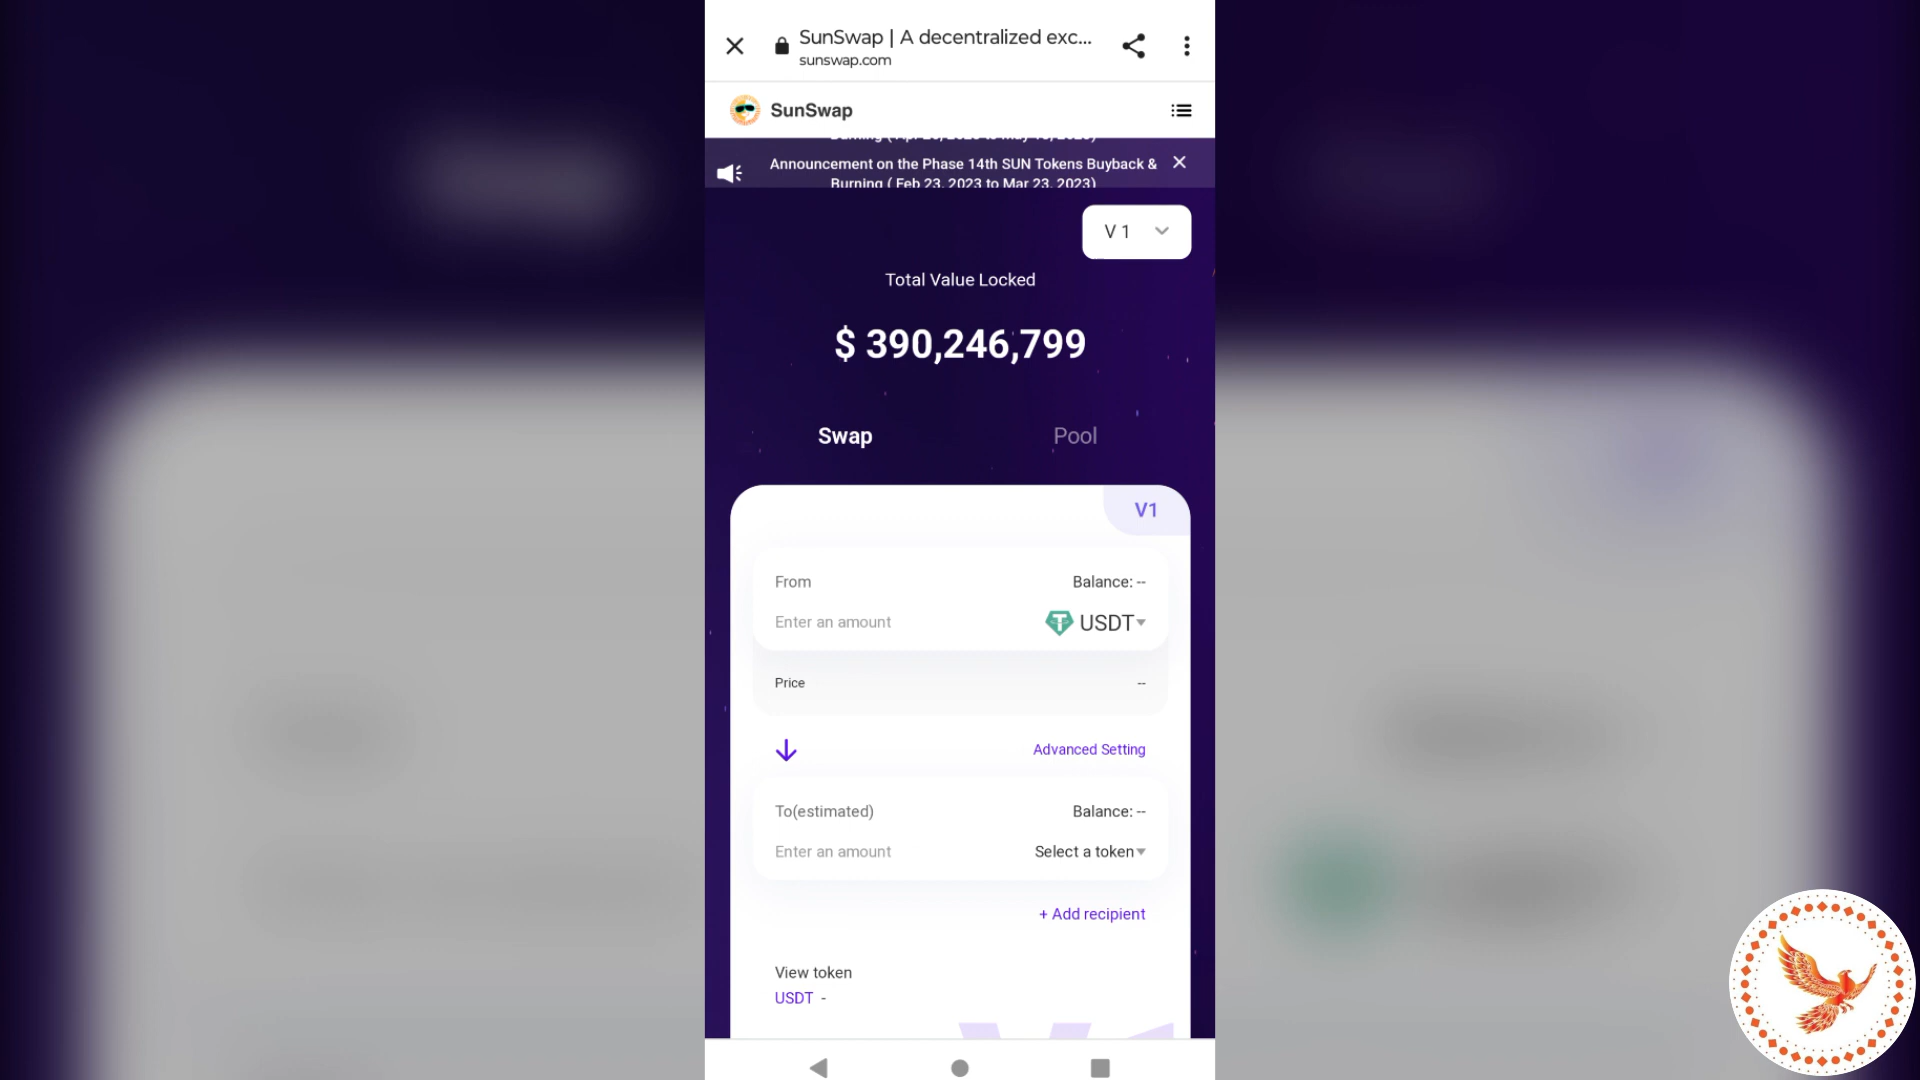 SunSwap | A decentralized exc...
sunswap.com
SunSwap
Announcement on the Phase 14th SUN Tokens Buyback &
Burning ( Feb 23, 2023 to Mar 23, 2023)
V 1
Total Value Locked
$ 390,246,799
Swap
Pool
V1
From
Balance: --
Enter an amount
USDT
Price
--
Advanced Setting
To(estimated)
Balance: --
Enter an amount
Select a token
+ Add recipient
View token
USDT -